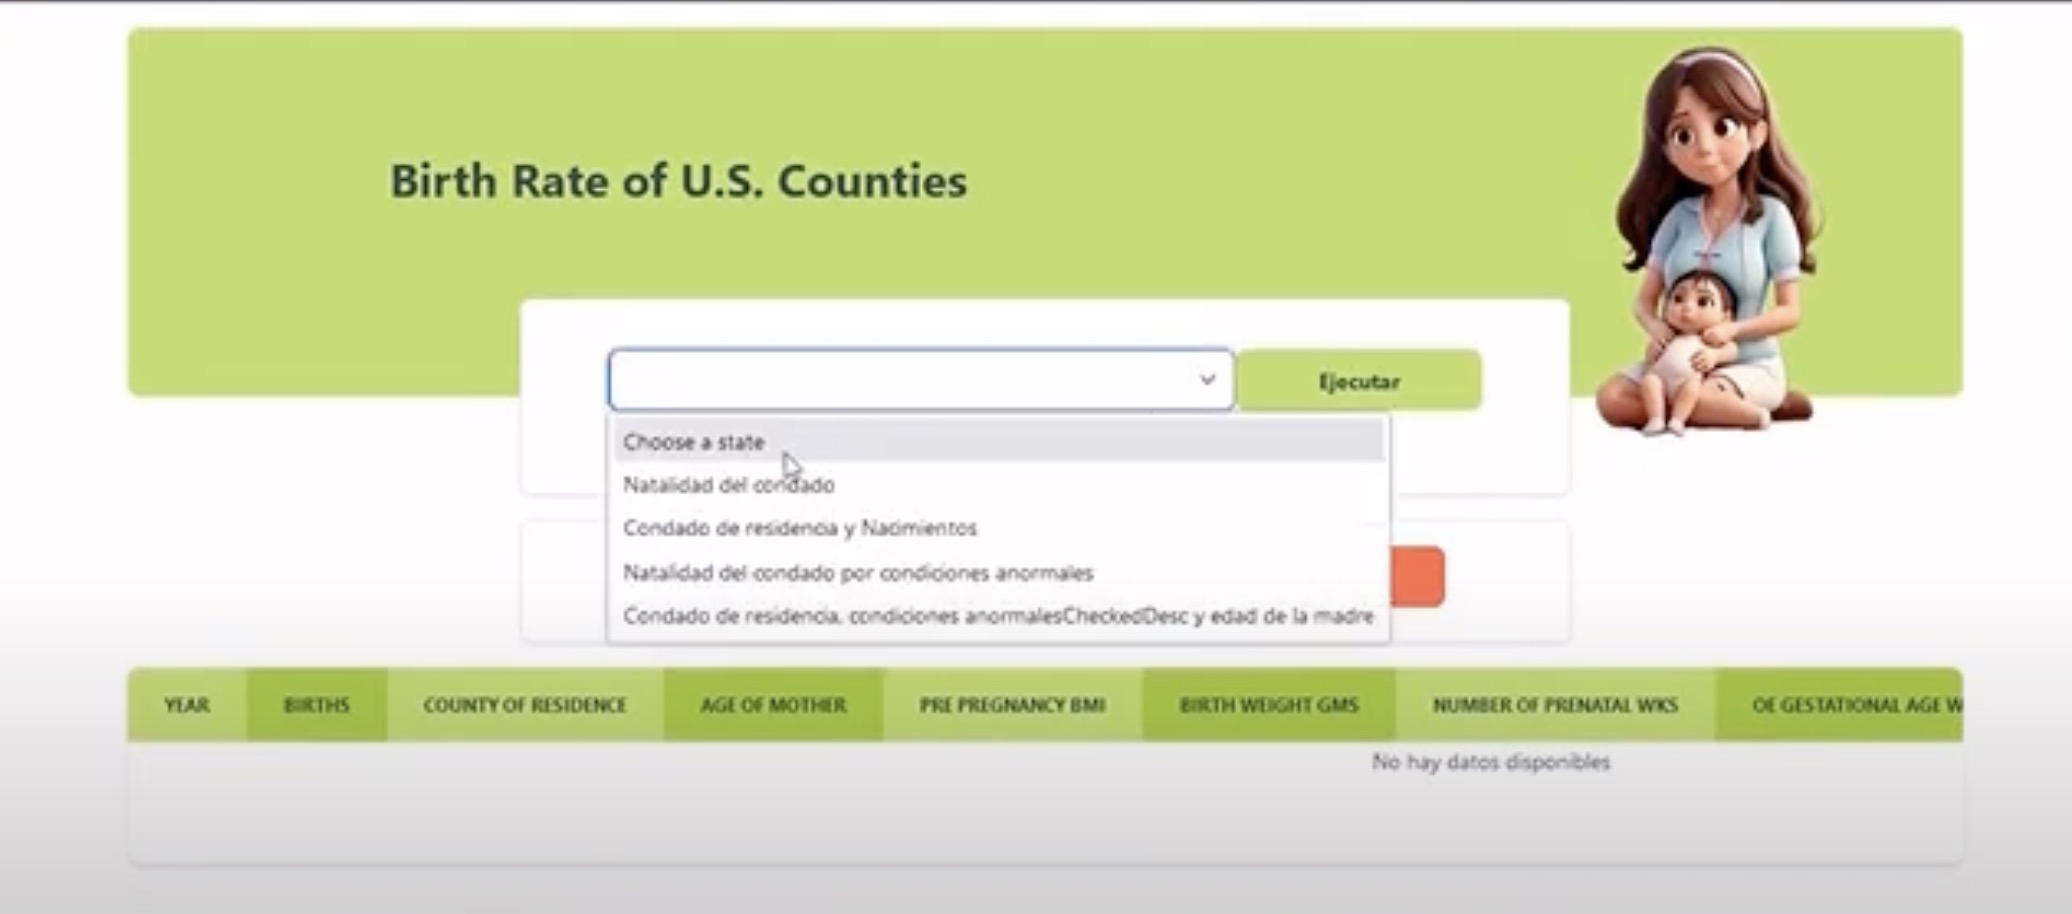 Birth Rate of U.S. Counties
Ejecutar
Choose a state
Natalidad del condado
Condado de residencia y Nacimientos
Natalidad del condado por condiciones anormales
Condado de residencia, condiciones anormalesCheckedDesc y edad de la madre
YEAR BIRTHS COUNTY OF RESIDENCE AGE OF MOTHER PRE PREGNANCY BMI BIRTH WEIGHT GMS NUMBER OF PRENATAL WKS OE GESTATIONAL AGE W
No hay datos disponibles